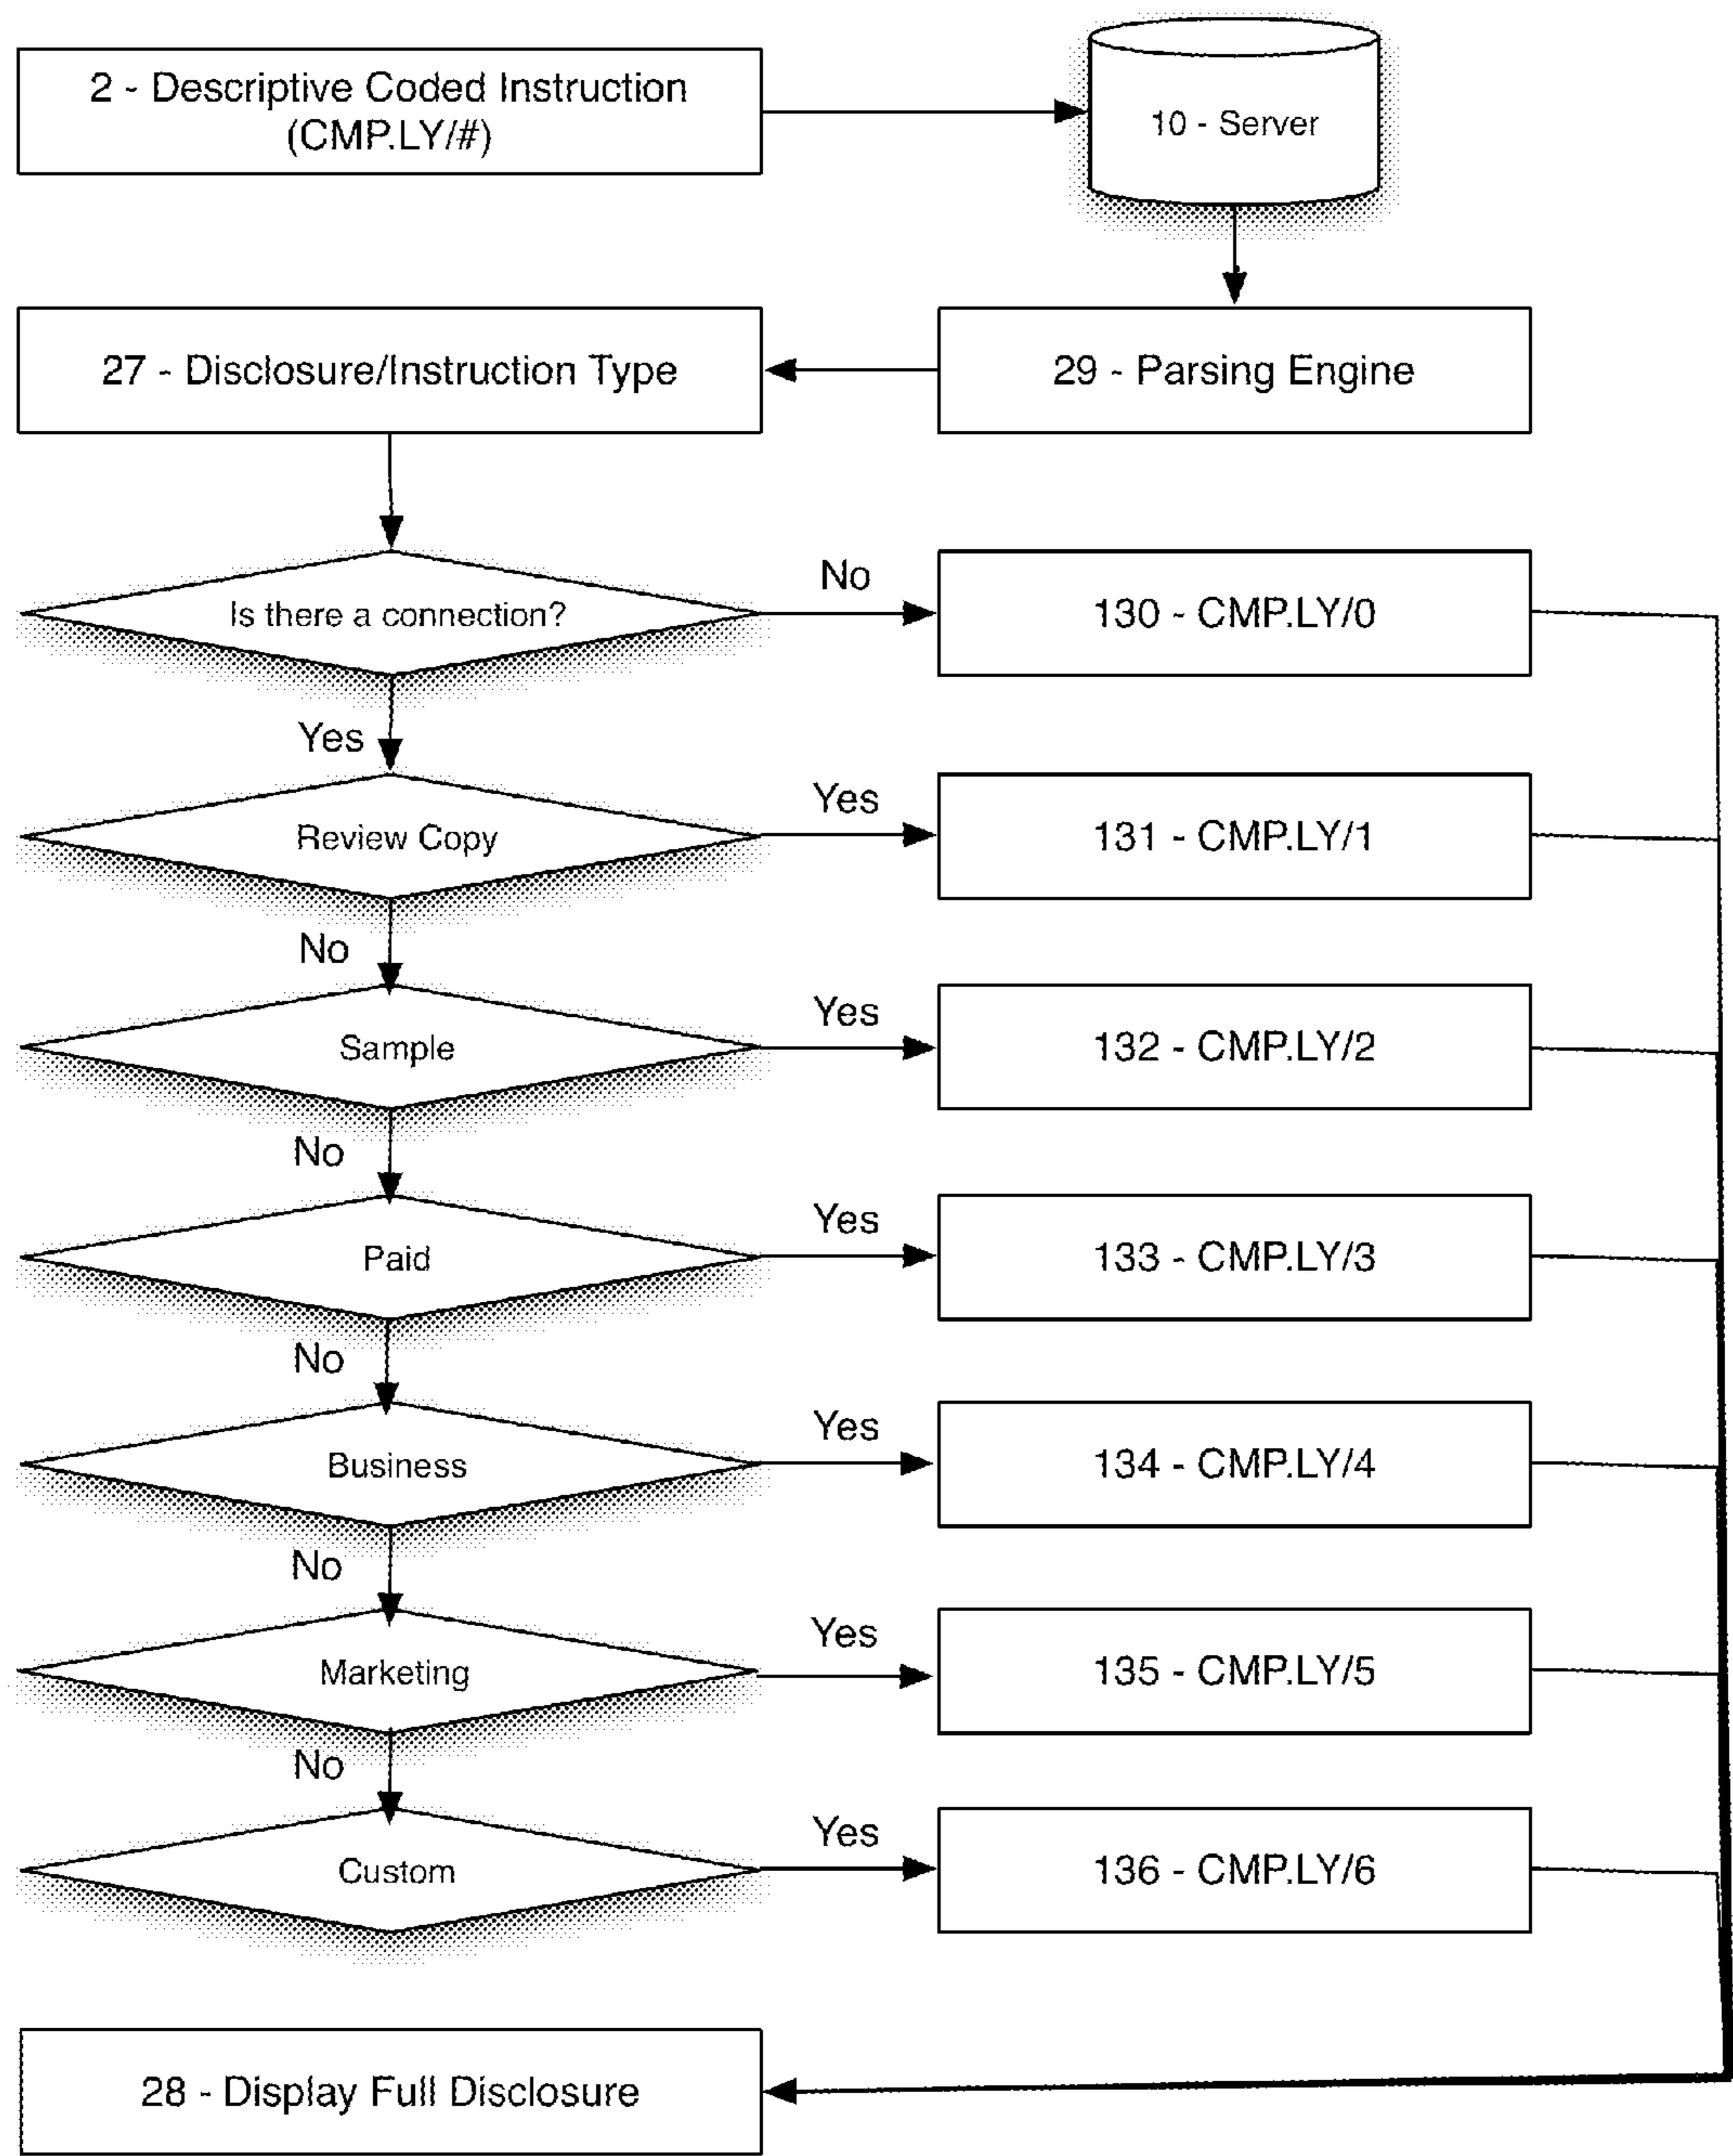 2 - Descriptive Coded Instruction
(CMP.LY/#)
10 - Server
27 - Disclosure/Instruction Type
29 - Parsing Engine
Is there a connection?
No
130 - CMP.LY/0
Yes
Review Copy
Yes
131 - CMP.LY/1
No
Sample
Yes
132 - CMP.LY/2
No
Paid
Yes
133 - CMP.LY/3
No
Business
Yes
134 - CMP.LY/4
No
Marketing
Yes
135 - CMP.LY/5
No
Custom
Yes
136 - CMP.LY/6
28 - Display Full Disclosure